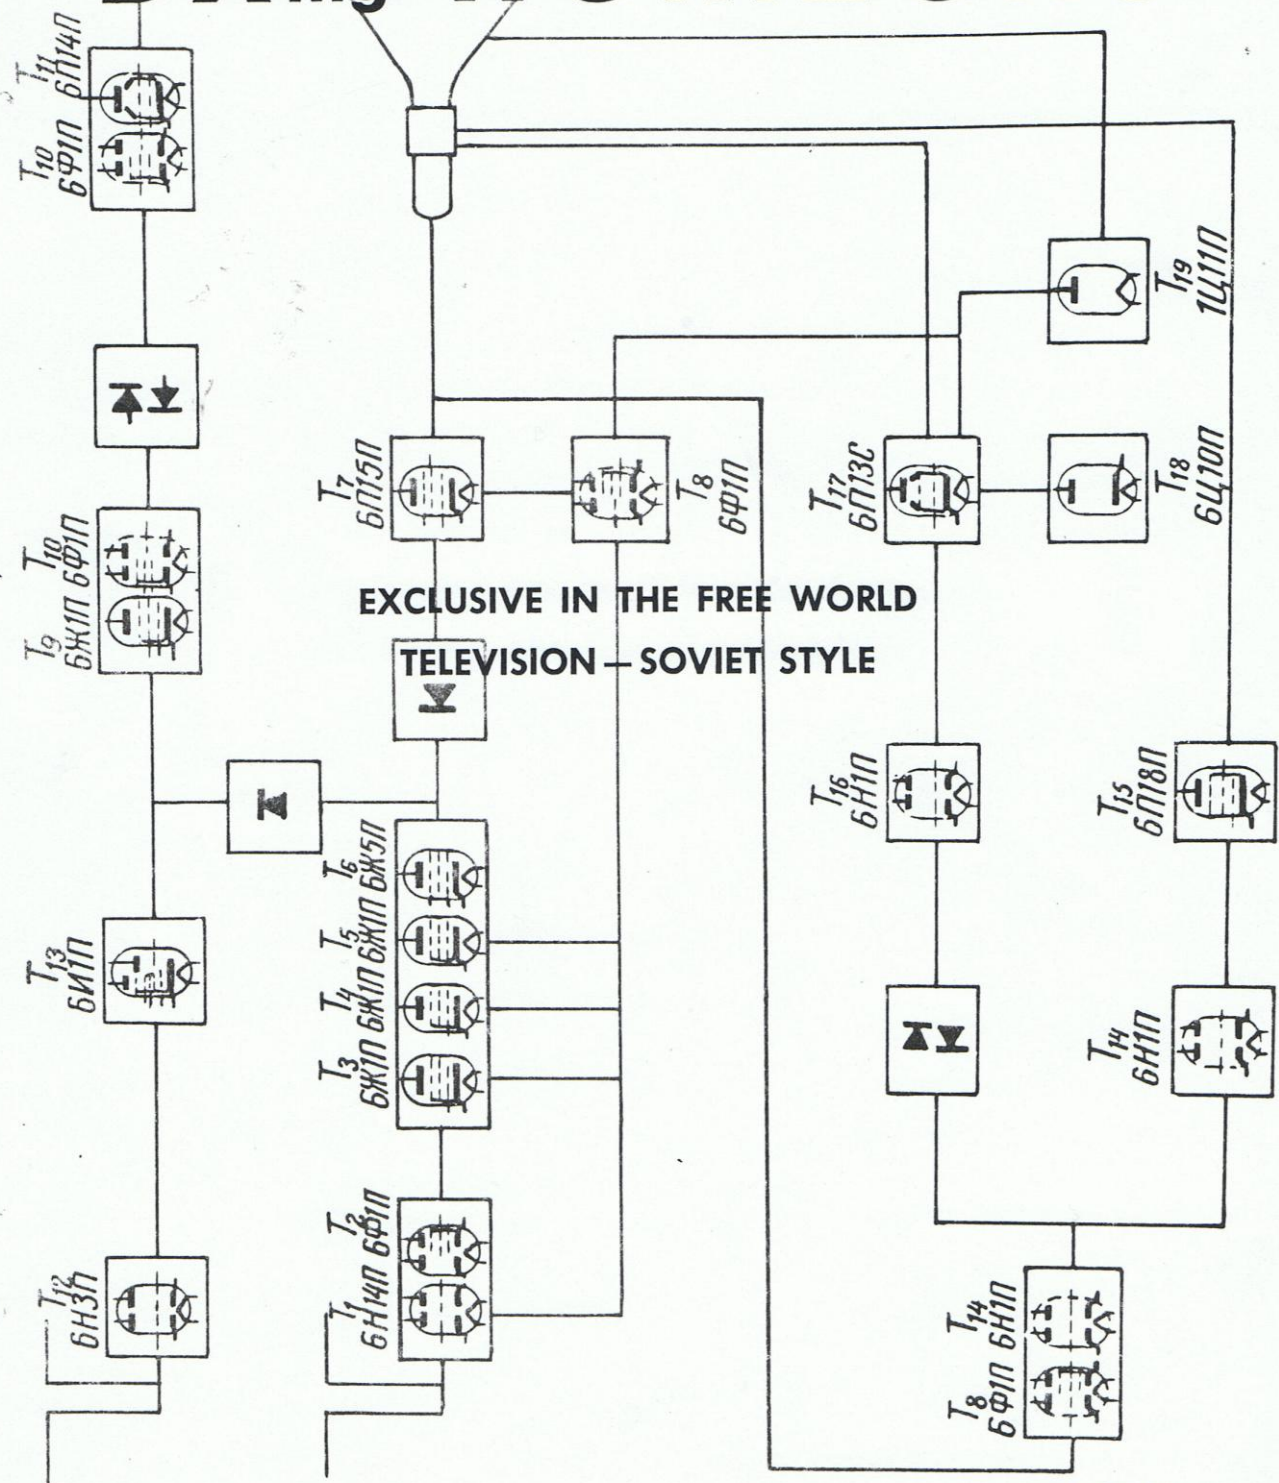 T11
6П14П
T10
6Ф1П
T19
1Ц11П
T7
6П15П
T8
6Ф1П
T17
6П13С
T18
6Ц10П
T10
6Ф1П
T9
6Ж1П
EXCLUSIVE IN THE FREE WORLD
TELEVISION — SOVIET STYLE
T16
6Н1П
T15
6П18П
T6
6Ж5П
T5
6Ж1П
T4
6Ж1П
T3
6Ж1П
T13
6И1П
T14
6Н1П
T2
6Ф1П
T1
6Н14П
T12
6Н3П
T14
6Н1П
T8
6Ф1П